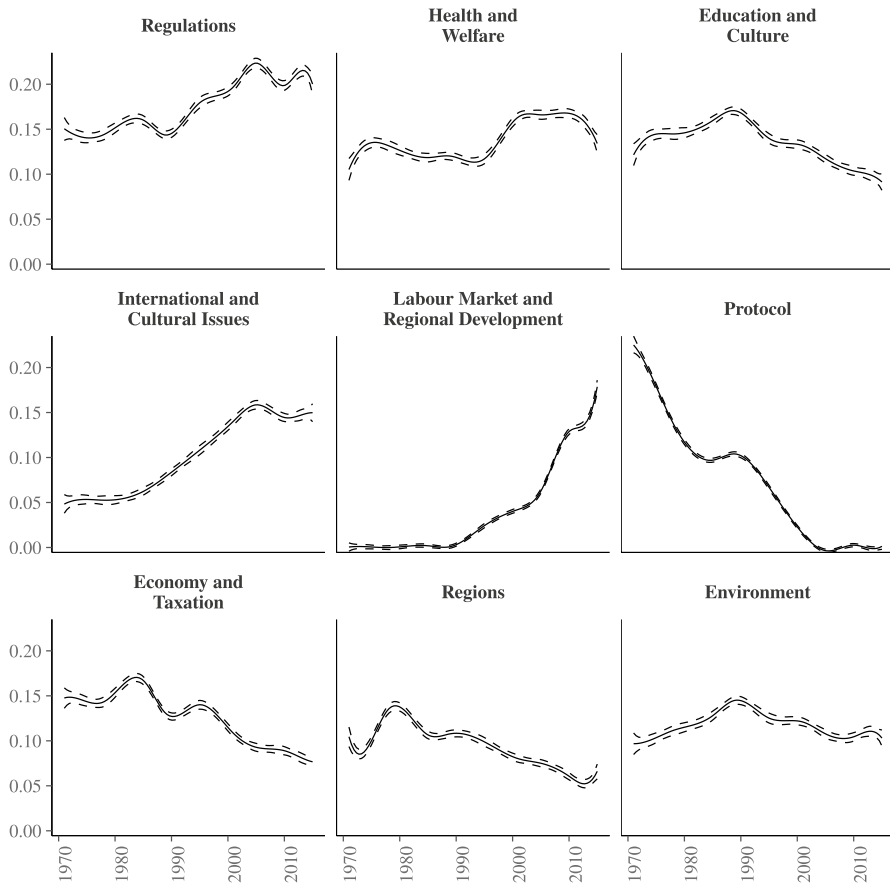 Regulations
Health and
Welfare
Education and
Culture
0.20
0.15
0.10
0.05
0.00
International and
Cultural Issues
Labour Market and
Regional Development
Protocol
0.20
0.15
0.10
0.05
0.00
Economy and
Taxation
Regions
Environment
0.20
0.15
0.10
0.05
0.00
1970 1980 1990 2000 2010 1970 1980 1990 2000 2010 1970 1980 1990 2000 2010